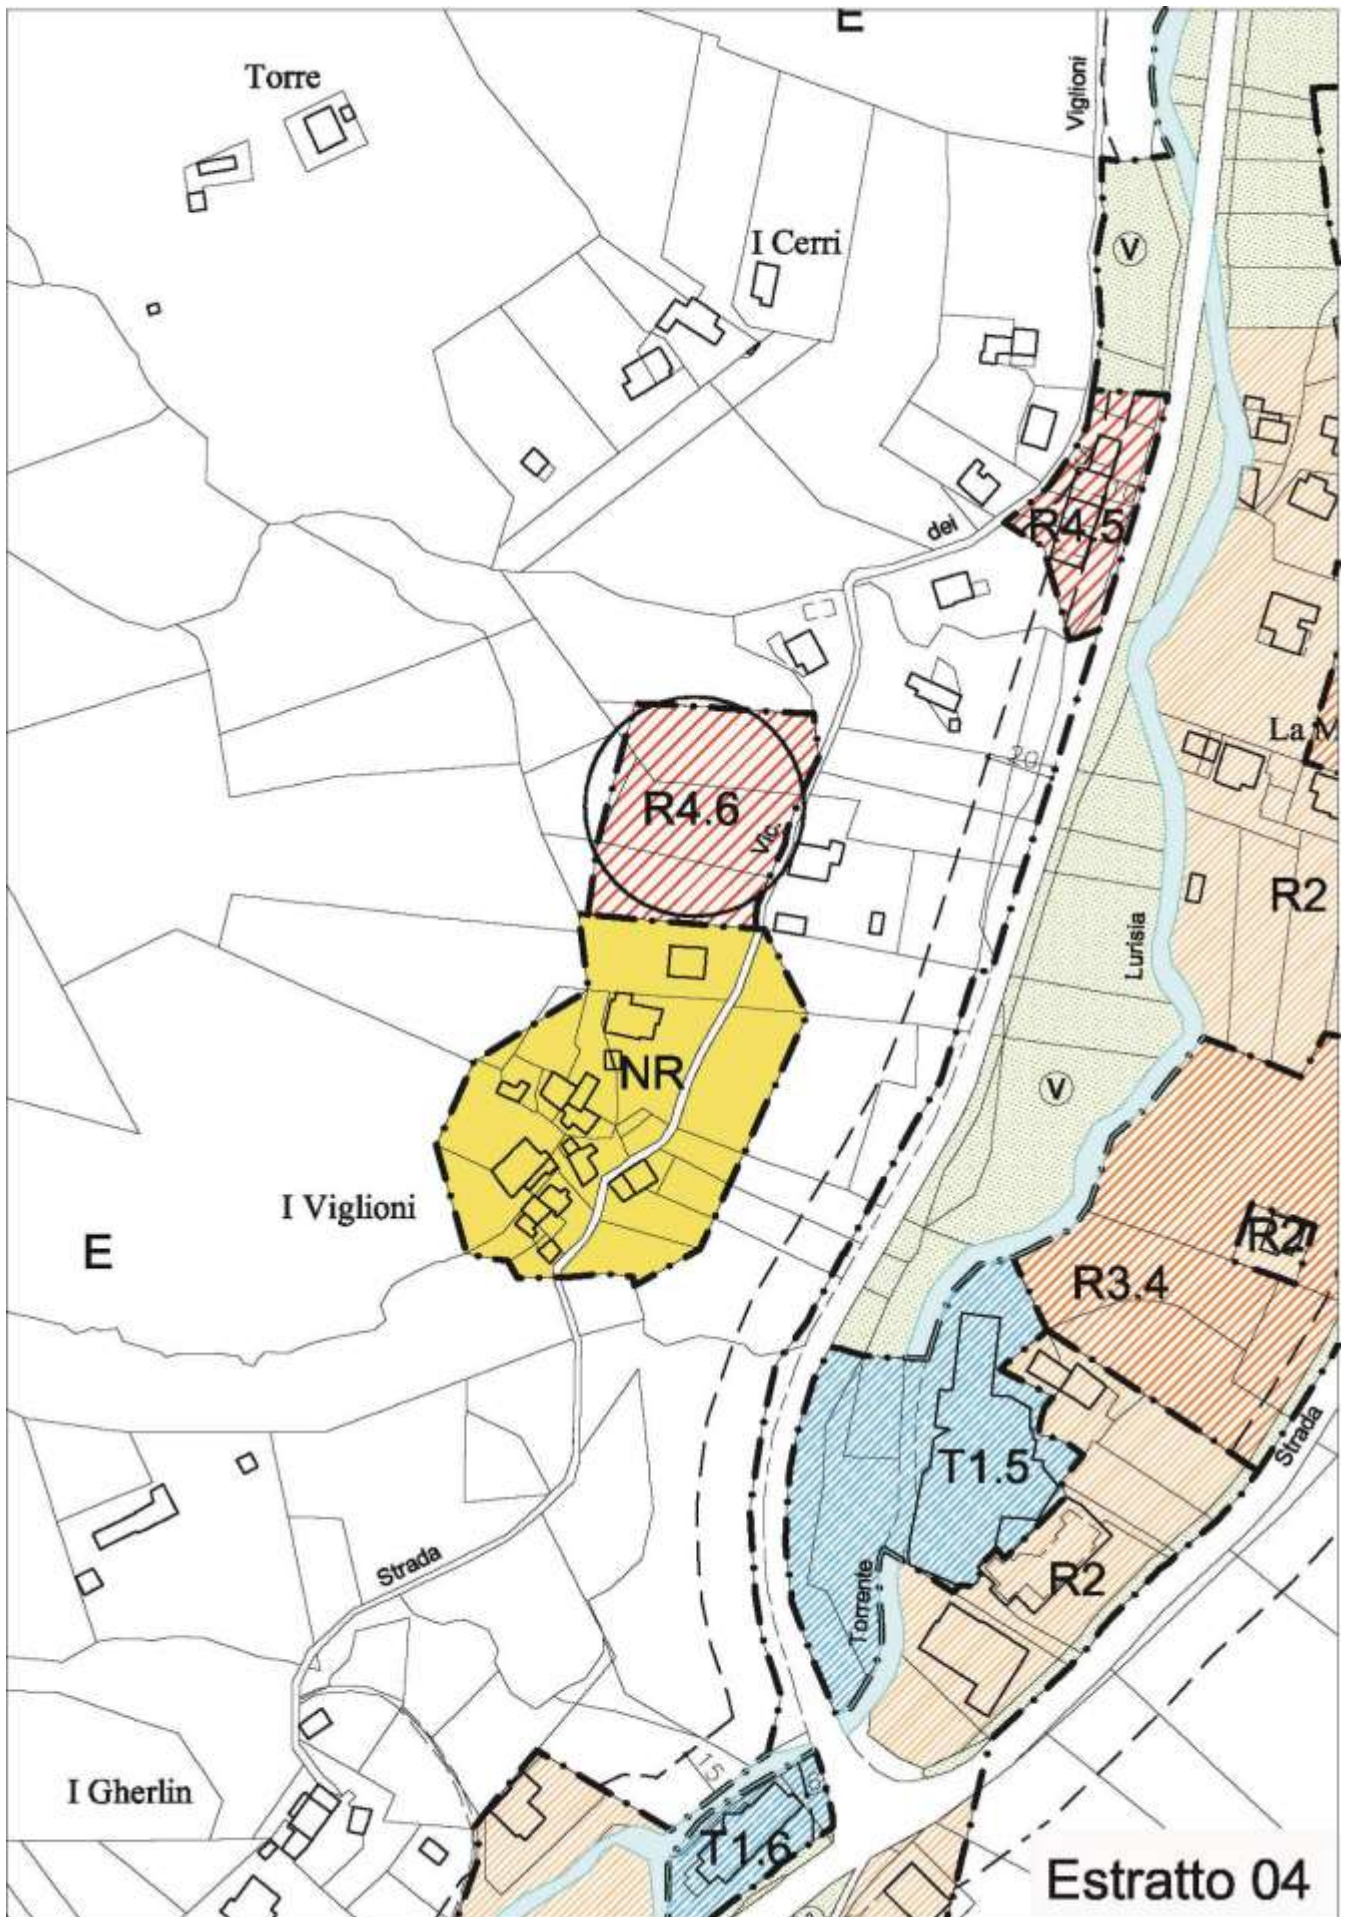 E
Torre
Viglioni
I Cerri
V
R4.5
dei
La M
20
R4.6
Vic.
R2
Lurisia
NR
V
I Viglioni
E
R2
R3.4
T1.5
Strada
Strada
R2
Torrente
15
I Gherlin
T1.6
Estratto 04